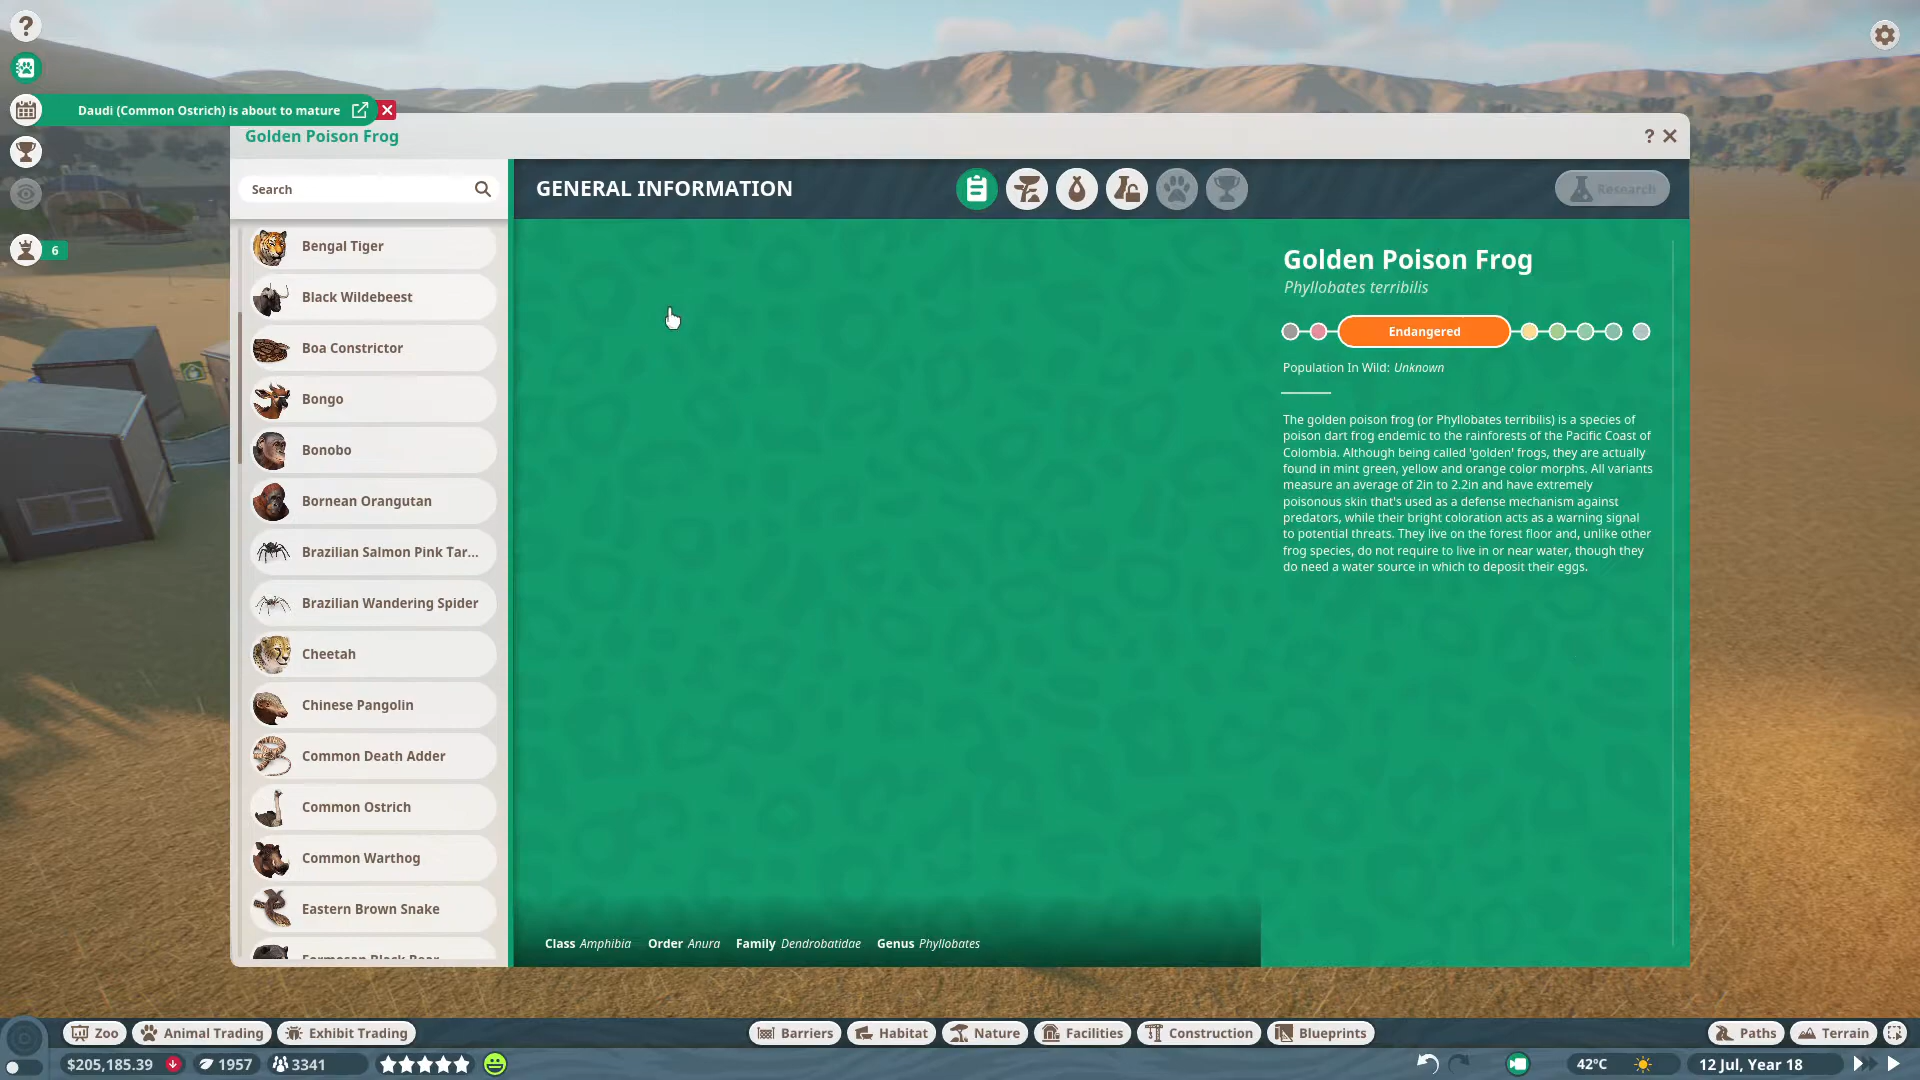 ?
Daudi (Common Ostrich) is about to mature
Golden Poison Frog
?
Search
GENERAL INFORMATION
Research
6
Bengal Tiger
Black Wildebeest
Boa Constrictor
Bongo
Bonobo
Bornean Orangutan
Brazilian Salmon Pink Tar...
Brazilian Wandering Spider
Cheetah
Chinese Pangolin
Common Death Adder
Common Ostrich
Common Warthog
Eastern Brown Snake
Formosan Black Bear
Golden Poison Frog
Phyllobates terribilis
Endangered
Population In Wild: Unknown
The golden poison frog (or Phyllobates terribilis) is a species of
poison dart frog endemic to the rainforests of the Pacific Coast of
Colombia. Although being called 'golden' frogs, they are actually
found in mint green, yellow and orange color morphs. All variants
measure an average of 2in to 2.2in and have extremely
poisonous skin that's used as a defense mechanism against
predators, while their bright coloration acts as a warning signal
to potential threats. They live on the forest floor and, unlike other
frog species, do not require to live in or near water, though they
do need a water source in which to deposit their eggs.
Class Amphibia Order Anura Family Dendrobatidae Genus Phyllobates
Zoo Animal Trading Exhibit Trading Barriers Habitat Nature Facilities Construction Blueprints Paths Terrain
$205,185.39 1957 3341 42°C 12 Jul, Year 18